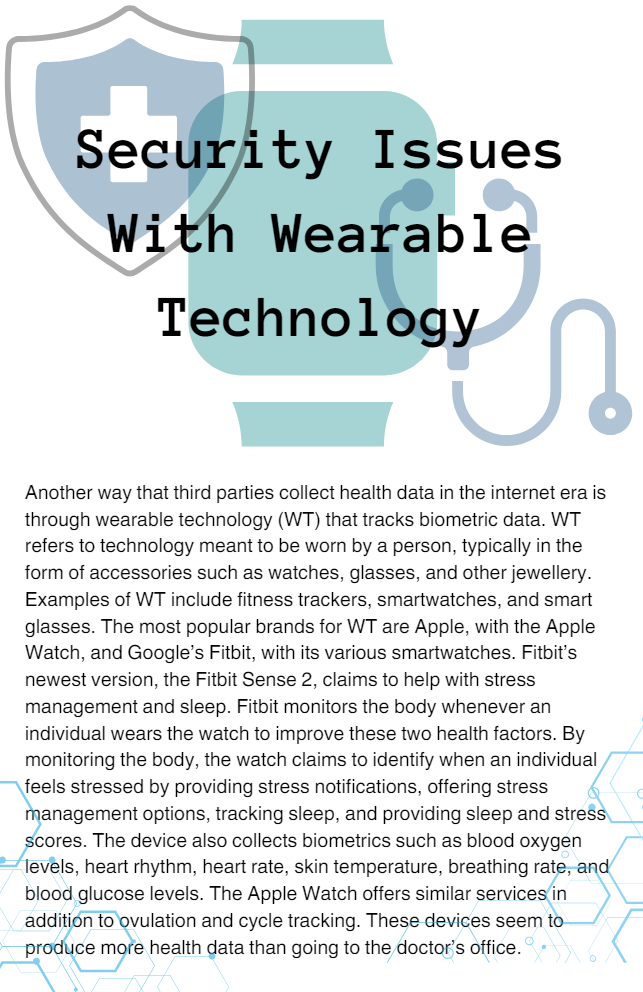 Security Issues
With Wearable
Technology
Another way that third parties collect health data in the internet era is
through wearable technology (WT) that tracks biometric data. WT
refers to technology meant to be worn by a person, typically in the
form of accessories such as watches, glasses, and other jewellery.
Examples of WT include fitness trackers, smartwatches, and smart
glasses. The most popular brands for WT are Apple, with the Apple
Watch, and Google’s Fitbit, with its various smartwatches. Fitbit’s
newest version, the Fitbit Sense 2, claims to help with stress
management and sleep. Fitbit monitors the body whenever an
individual wears the watch to improve these two health factors. By
monitoring the body, the watch claims to identify when an individual
feels stressed by providing stress notifications, offering stress
management options, tracking sleep, and providing sleep and stress
scores. The device also collects biometrics such as blood oxygen
levels, heart rhythm, heart rate, skin temperature, breathing rate, and
blood glucose levels. The Apple Watch offers similar services in
addition to ovulation and cycle tracking. These devices seem to
produce more health data than going to the doctor’s office.